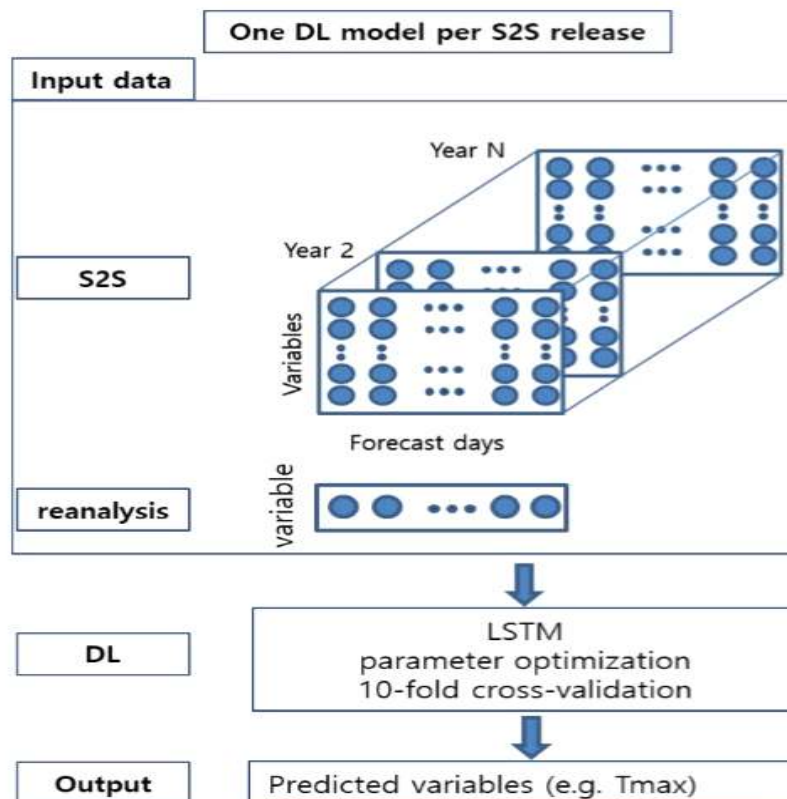 One DL model per S2S release
Input data
Year N
Year 2
S2S
Variables
Forecast days
reanalysis
variable
DL
LSTM
parameter optimization
10-fold cross-validation
Output
Predicted variables (e.g. Tmax)